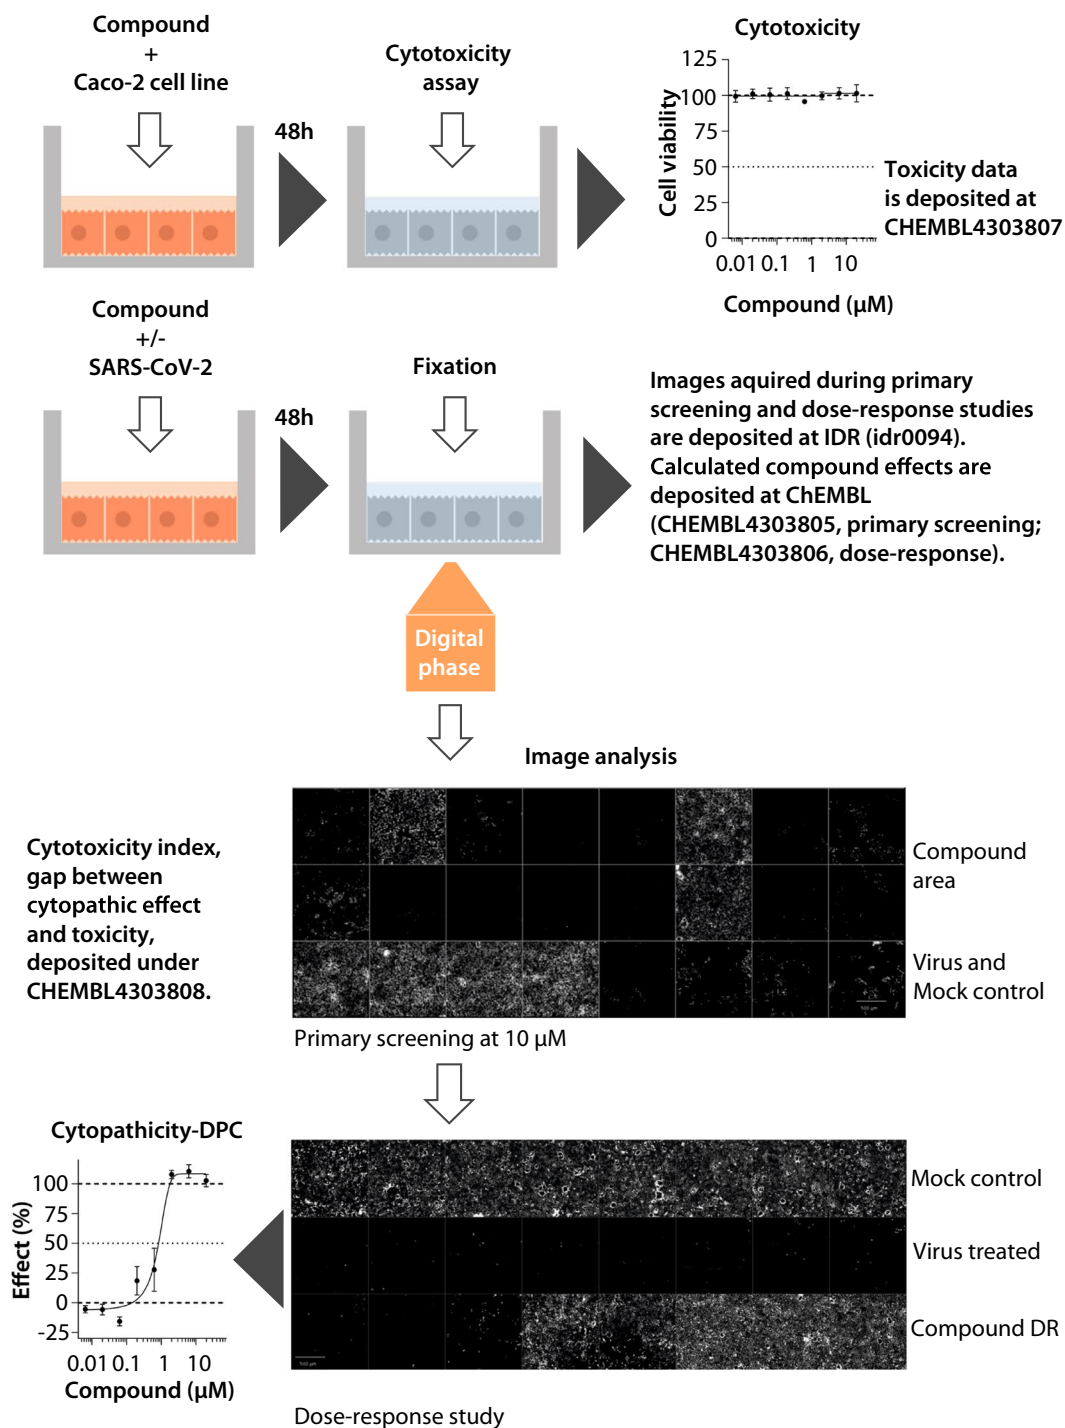 Compound
+
Caco-2 cell line
48h
Cytotoxicity
assay
Cytotoxicity
Cell viability
125
100
75
50
25
0
0.01 0.1 1 10
Compound (µM)
Toxicity data
is deposited at
CHEMBL4303807
Compound
+/-
SARS-CoV-2
48h
Fixation
Images aquired during primary
screening and dose-response studies
are deposited at IDR (idr0094).
Calculated compound effects are
deposited at ChEMBL
(CHEMBL4303805, primary screening;
CHEMBL4303806, dose-response).
Digital
phase
Image analysis
Cytotoxicity index,
gap between
cytopathic effect
and toxicity,
deposited under
CHEMBL4303808.
Compound
area
Virus and
Mock control
500 µm
Primary screening at 10 µM
Cytopathicity-DPC
Effect (%)
100
75
50
25
0
-25
0.01 0.1 1 10
Compound (µM)
Mock control
Virus treated
Compound DR
500 µm
Dose-response study